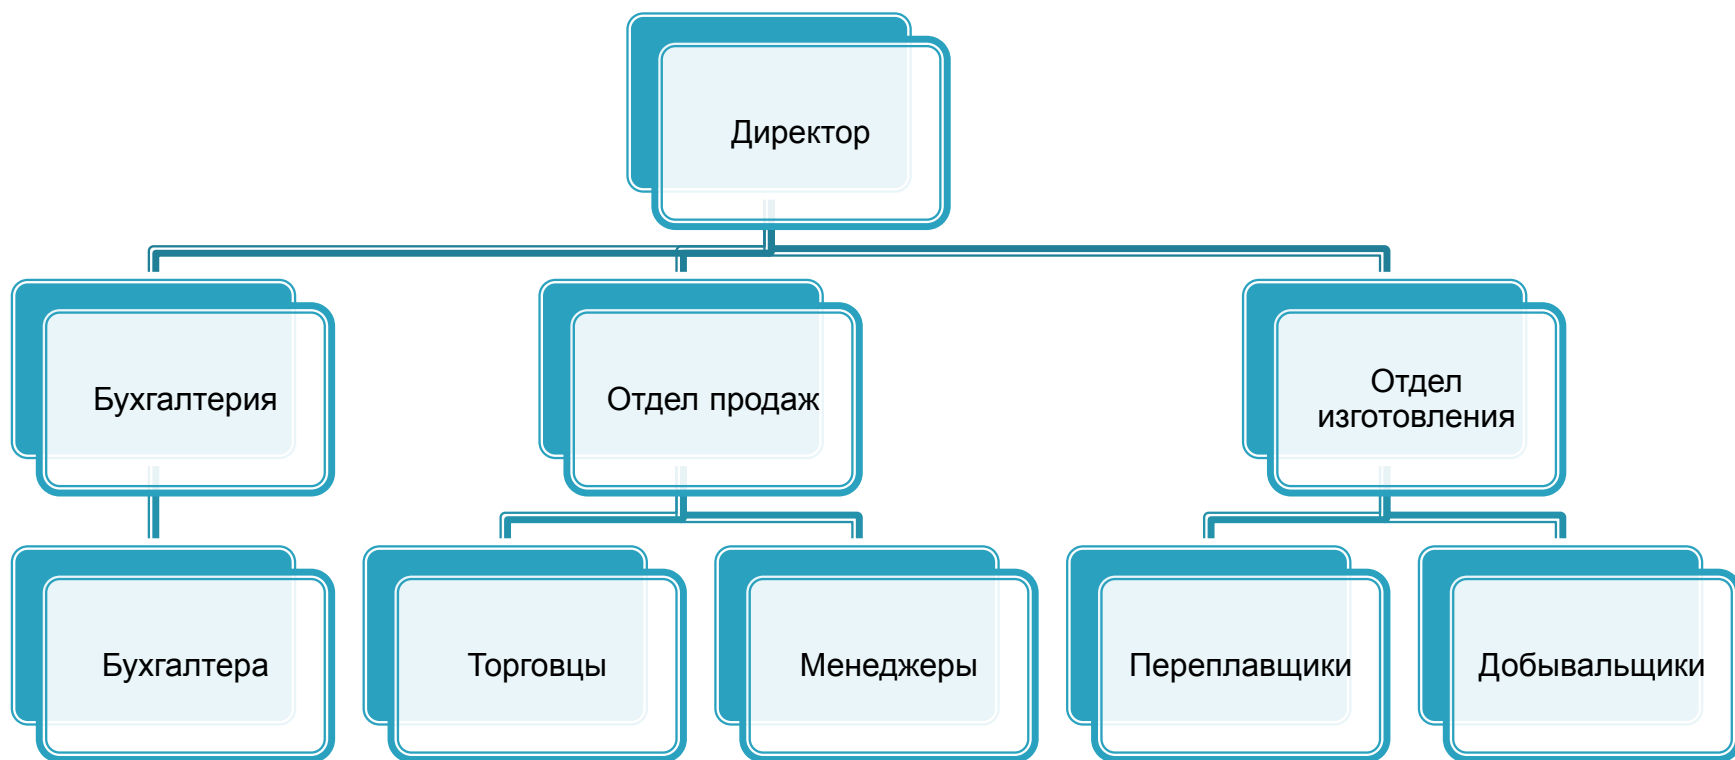 Директор
Бухгалтерия
Отдел продаж
Отдел
изготовления
Бухгалтера
Торговцы
Менеджеры
Переплавщики
Добывальщики